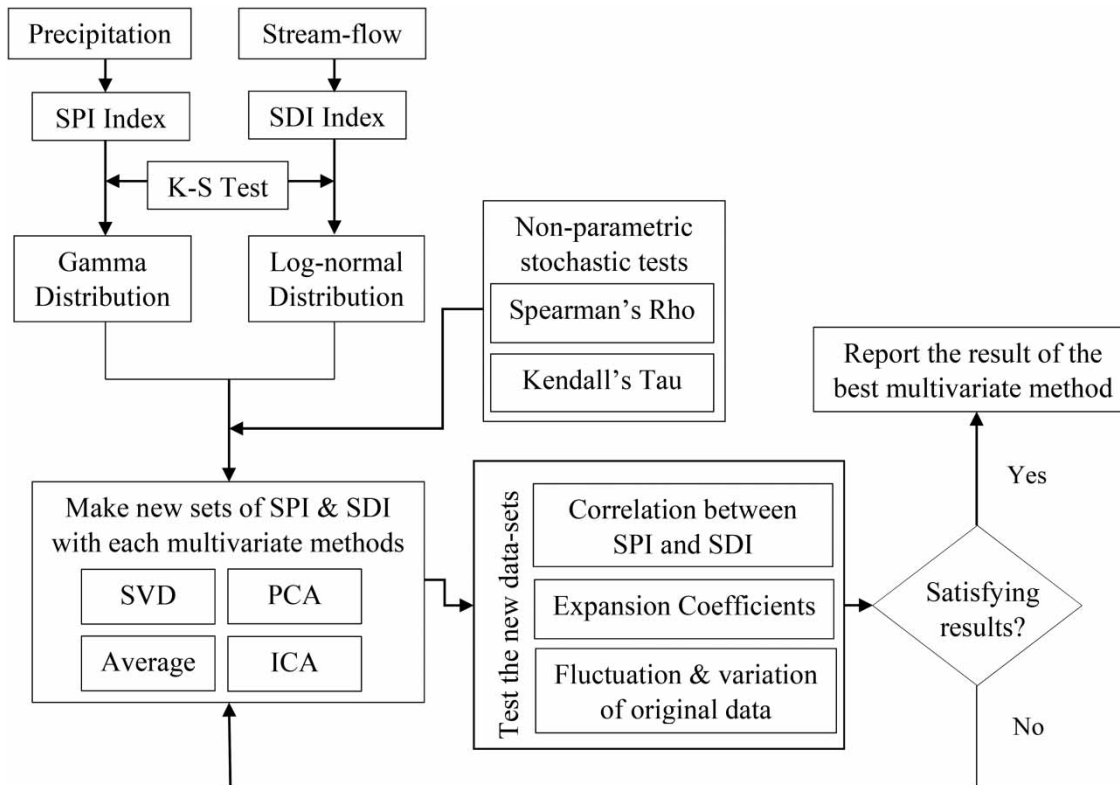 Precipitation
Stream-flow
SPI Index
SDI Index
K-S Test
Gamma
Distribution
Log-normal
Distribution
Non-parametric
stochastic tests
Spearman’s Rho
Kendall’s Tau
Report the result of the
best multivariate method
Make new sets of SPI & SDI
with each multivariate methods
SVD
PCA
Average
ICA
Test the new data-sets
Correlation between
SPI and SDI
Expansion Coefficients
Fluctuation & variation
of original data
Yes
Satisfying
results?
No